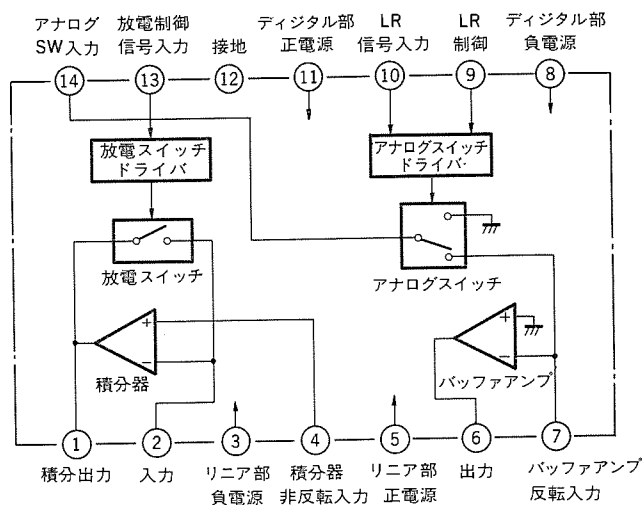 アナログ
SW入力
放電制御
信号入力
接地
ディジタル部
正電源
LR
信号入力
LR
制御
ディジタル部
負電源
14
13
12
11
10
9
8
放電スイッチ
ドライバ
アナログスイッチ
ドライバ
放電スイッチ
アナログスイッチ
+
−
積分器
+
−
バッファアンプ
1
2
3
4
5
6
7
積分出力
入力
リニア部
負電源
積分器
非反転入力
リニア部
正電源
出力
バッファアンプ
反転入力